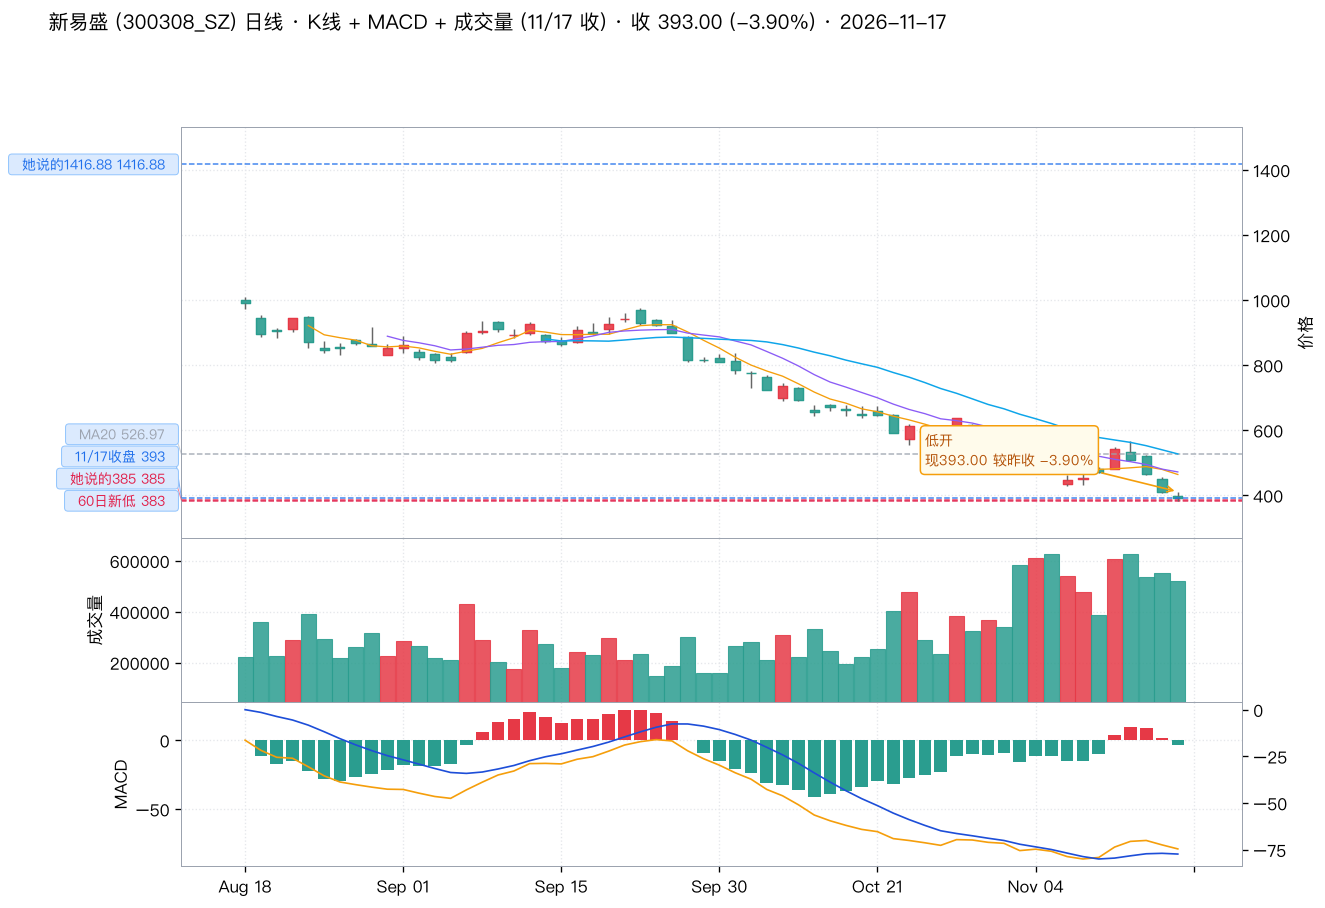 新易盛 (300308_SZ) 日线 · K线 + MACD + 成交量 (11/17 收) · 收 393.00 (−3.90%) · 2026−11−17
她说的1416.88 1416.88
MA20 526.97
11/17收盘 393
她说的385 385
60日新低 383
低开
现393.00 较昨收 −3.90%
1400
1200
1000
800
600
400
价格
600000
400000
200000
成交量
0
−50
MACD
0
−25
−50
−75
Aug 18
Sep 01
Sep 15
Sep 30
Oct 21
Nov 04